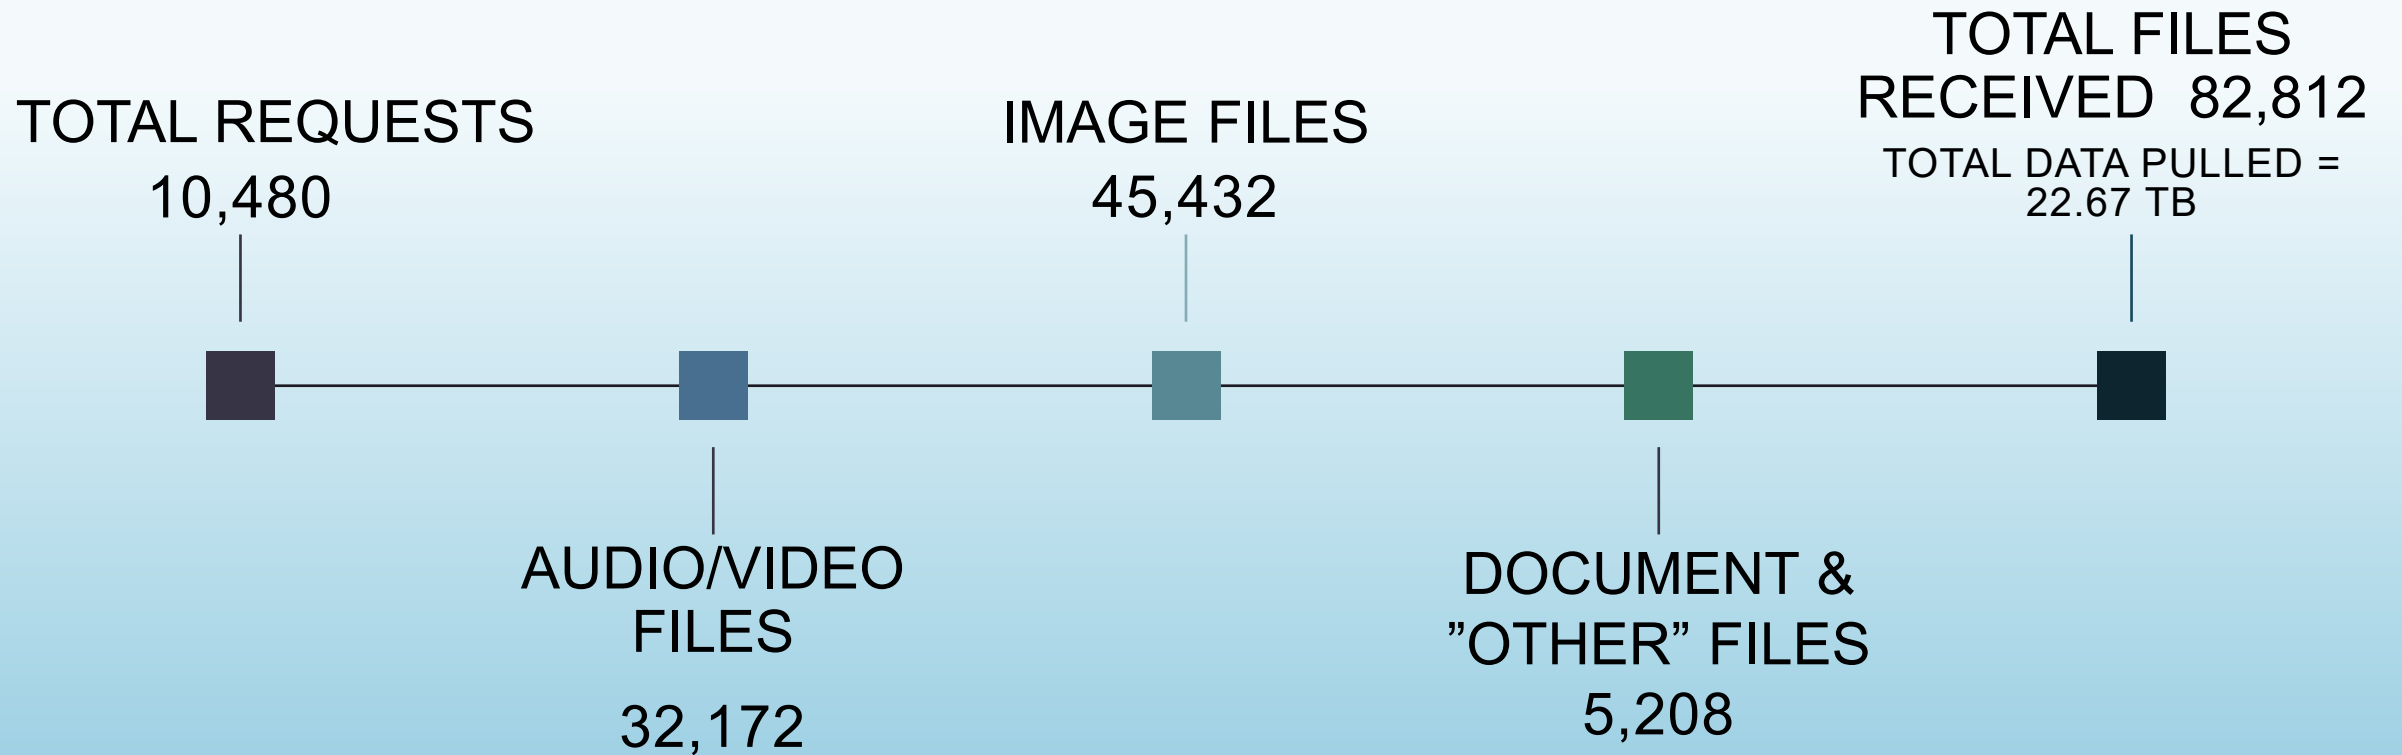 TOTAL REQUESTS
10,480
AUDIO/VIDEO
FILES
32,172
IMAGE FILES
45,432
DOCUMENT &
”OTHER” FILES
5,208
TOTAL FILES
RECEIVED 82,812
TOTAL DATA PULLED =
22.67 TB